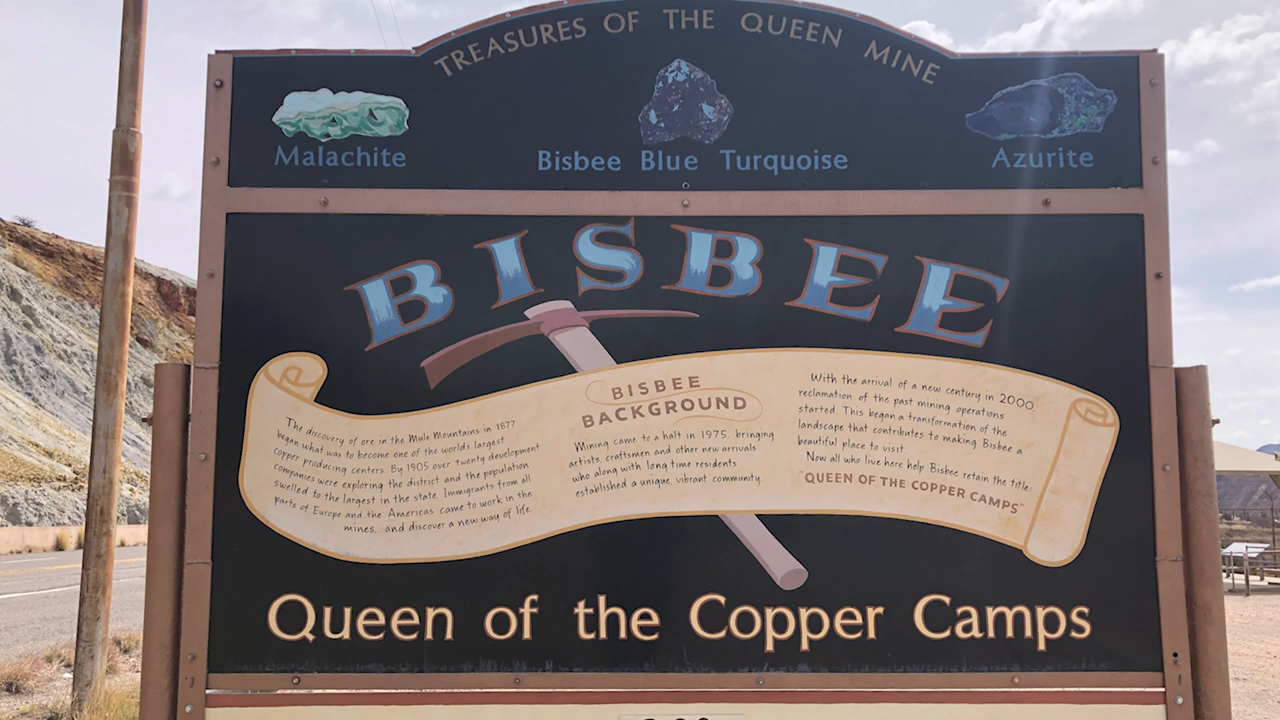 TREASURES OF THE QUEEN MINE
Malachite
Bisbee Blue Turquoise
Azurite
BISBEE
BISBEE
BACKGROUND
The discovery of ore in the Mule Mountains in 1877
began what was to become one of the world's largest
copper producing centers. By 1905 over twenty development
companies were exploring the district and the population
swelled to the largest in the state. Immigrants from all
parts of Europe and the Americas came to work in the
mines, and discover a new way of life.
Mining came to a halt in 1975, bringing
artists, craftsmen and other new arrivals
who along with long time residents
established a unique, vibrant community.
With the arrival of a new century in 2000,
reclamation of the past mining operations
started. This began a transformation of the
landscape that contributes to making Bisbee a
beautiful place to visit.
Now all who live here help Bisbee retain the title:
"QUEEN OF THE COPPER CAMPS"
Queen of the Copper Camps